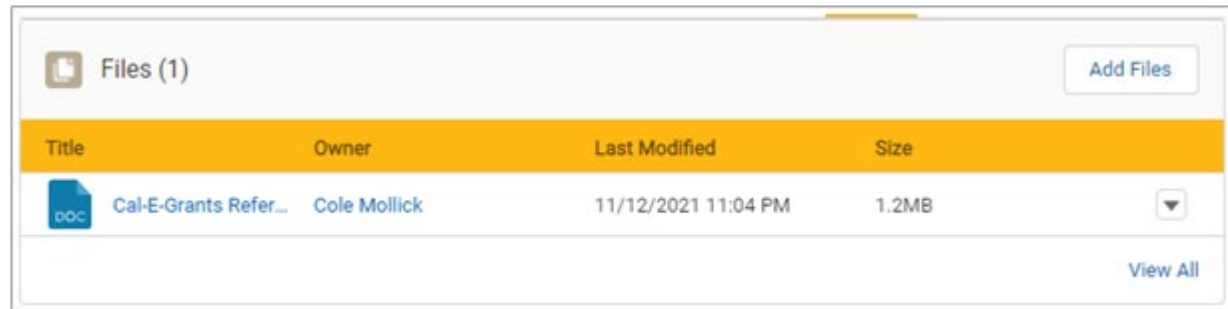 Files (1)
Add Files
Title Owner Last Modified Size
DOC Cal-E-Grants Refer... Cole Mollick 11/12/2021 11:04 PM 1.2MB
View All